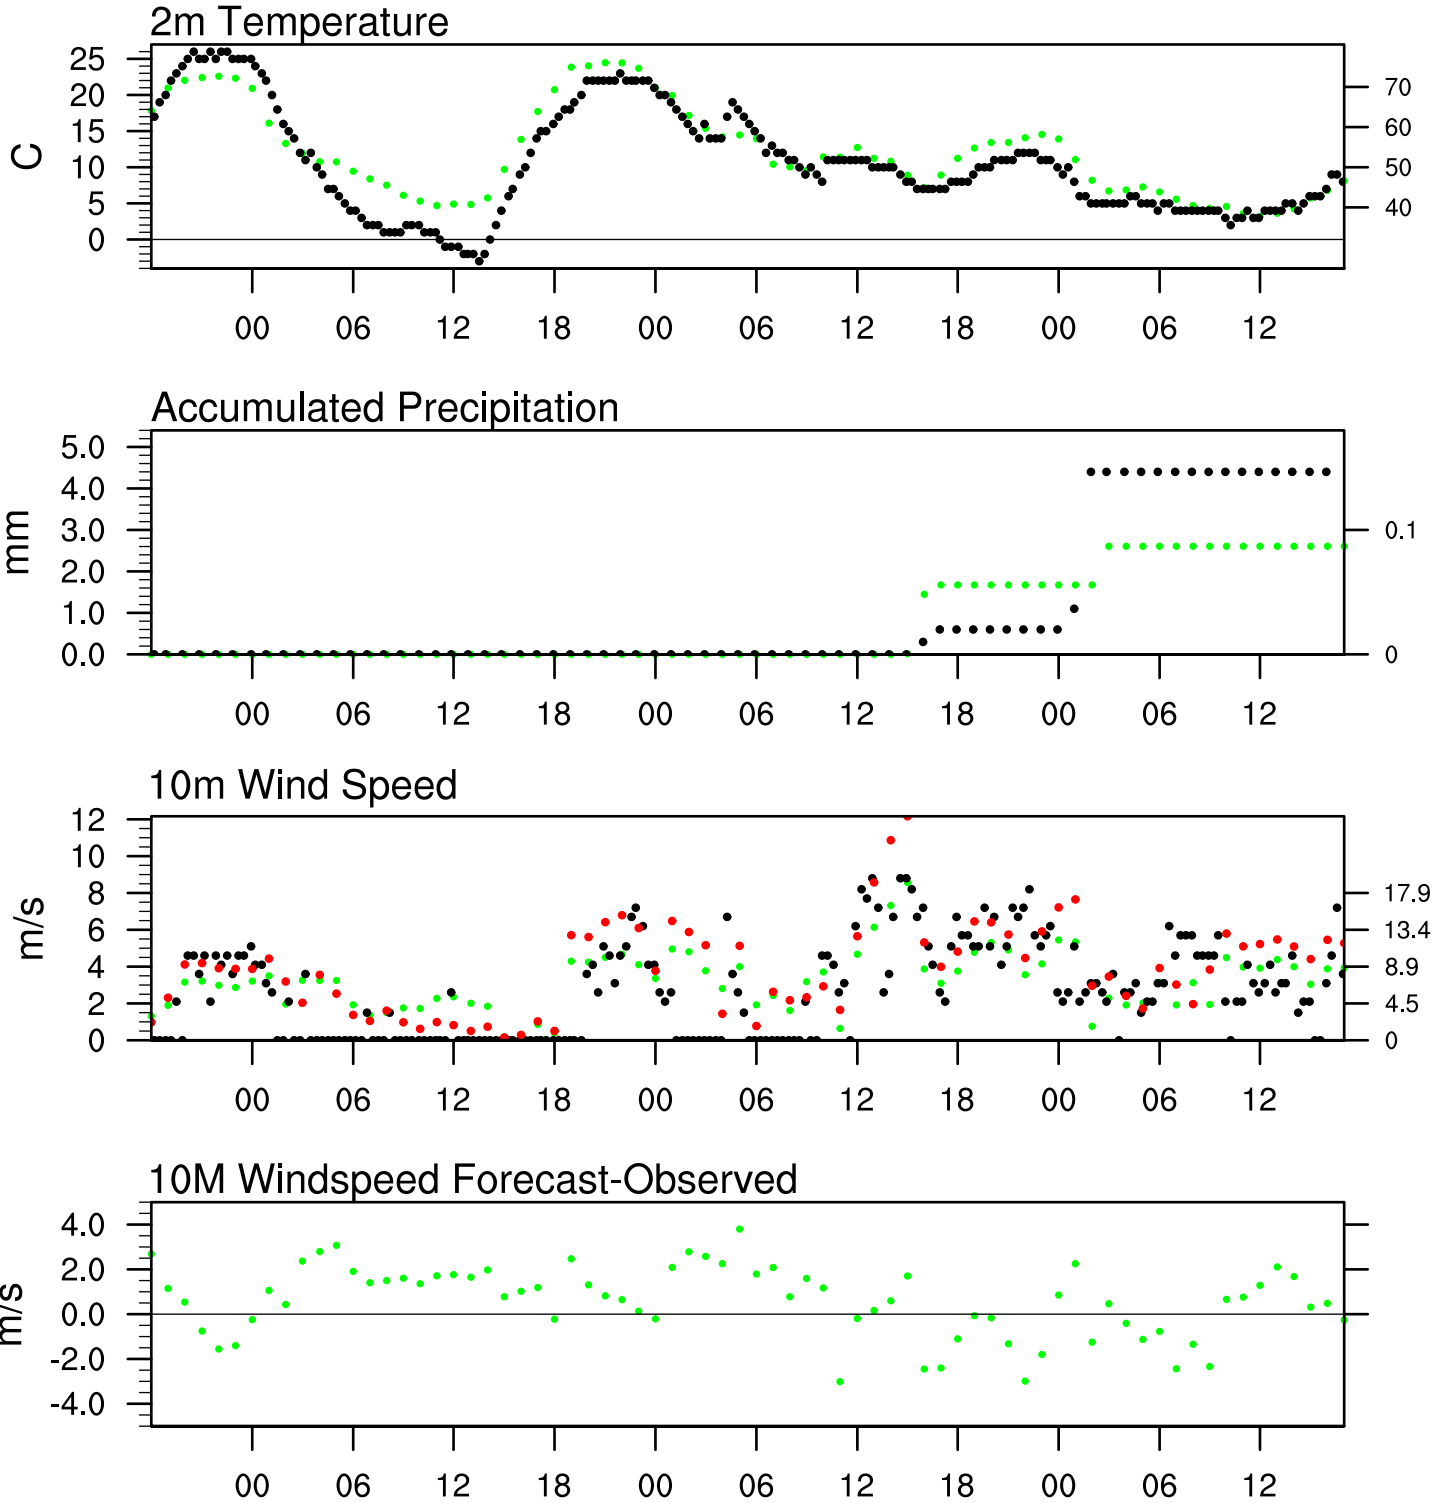 2m Temperature
25
20
15
10
5
0
C
70
60
50
40
00 06 12 18 00 06 12 18 00 06 12
Accumulated Precipitation
5.0
4.0
3.0
2.0
1.0
0.0
mm
0.1
0
00 06 12 18 00 06 12 18 00 06 12
10m Wind Speed
12
10
8
6
4
2
0
m/s
17.9
13.4
8.9
4.5
0
00 06 12 18 00 06 12 18 00 06 12
10M Windspeed Forecast-Observed
4.0
2.0
0.0
-2.0
-4.0
m/s
00 06 12 18 00 06 12 18 00 06 12